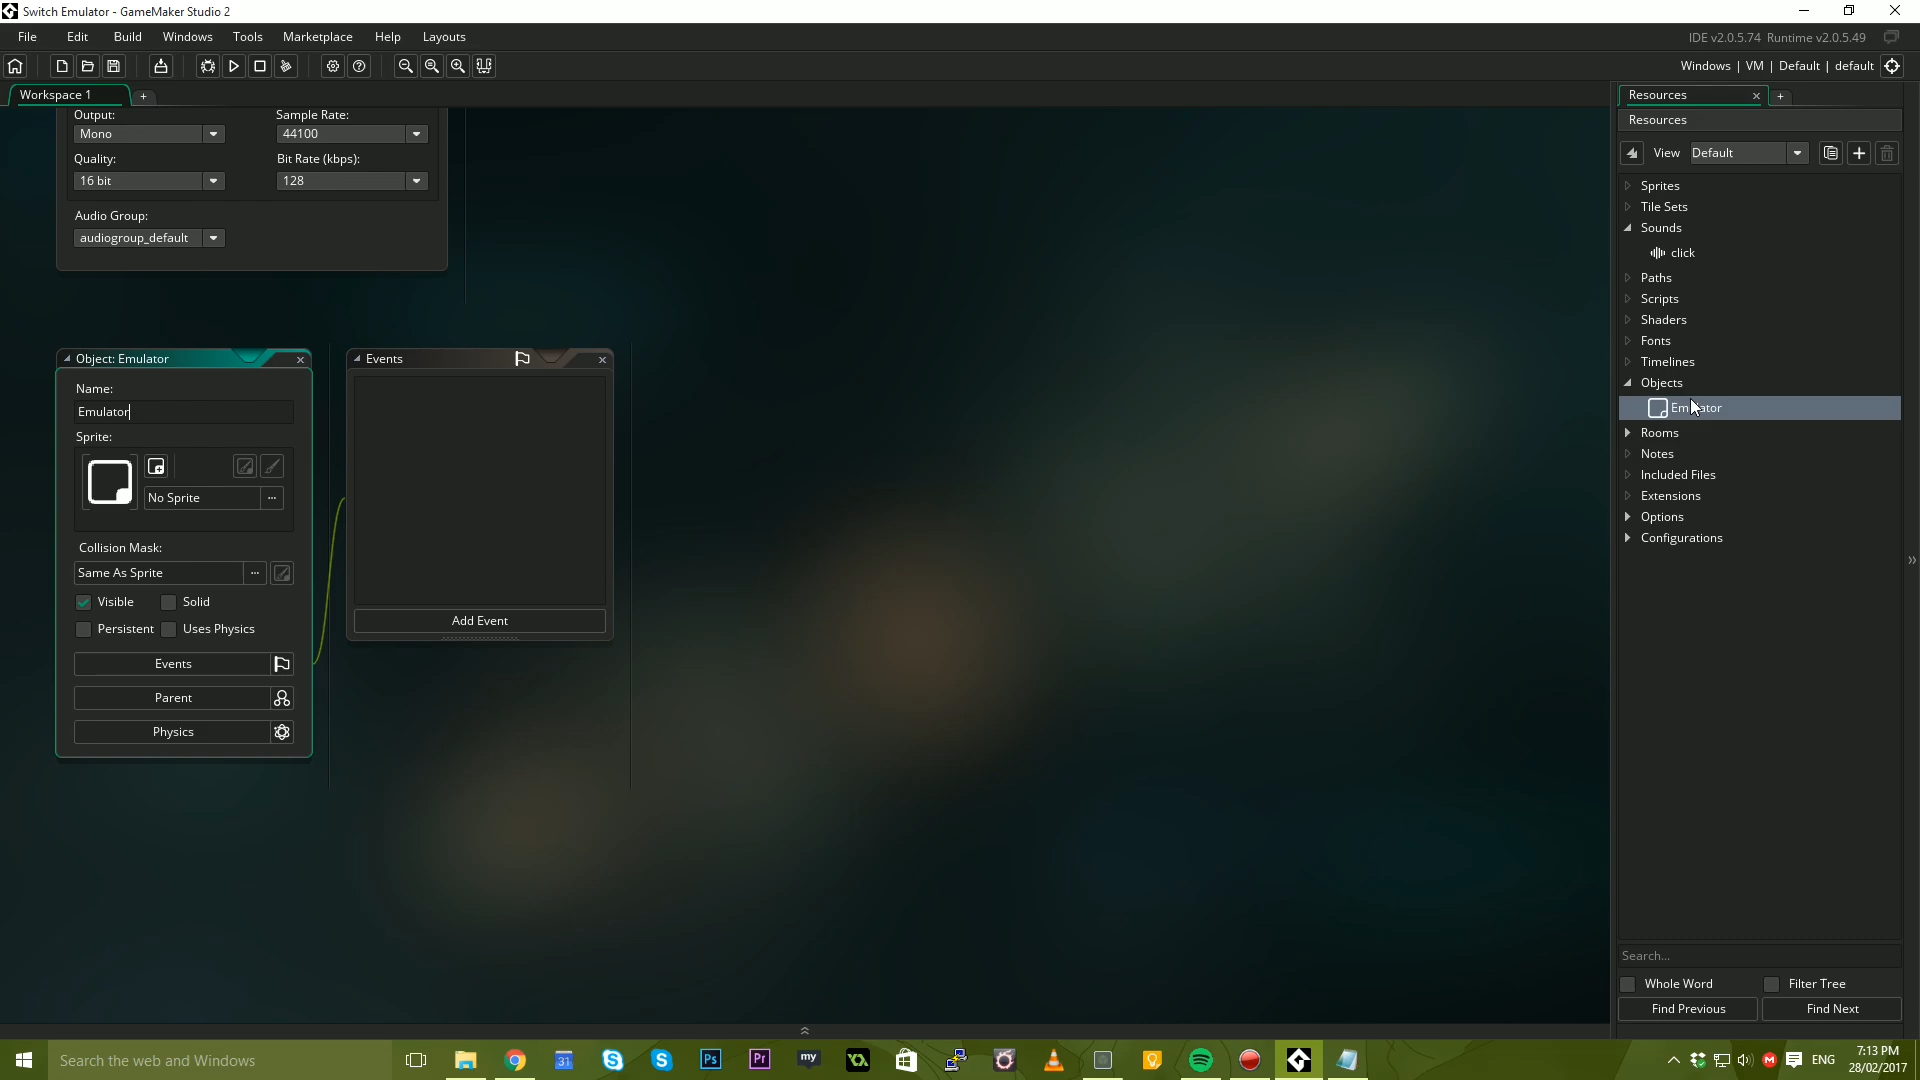 Switch Emulator - GameMaker Studio 2
File Edit Build Windows Tools Marketplace Help Layouts
IDE v2.0.5.74 Runtime v2.0.5.49
Windows | VM | Default | default
Workspace 1
Resources
Resources
View Default
Output: Sample Rate:
Mono 44100
Quality: Bit Rate (kbps):
16 bit 128
Audio Group:
audiogroup_default
Object: Emulator
Name:
Emulator
Sprite:
No Sprite
Collision Mask:
Same As Sprite
Visible Solid
Persistent Uses Physics
Events
Parent
Physics
Events
Add Event
Sprites
Tile Sets
Sounds
click
Paths
Scripts
Shaders
Fonts
Timelines
Objects
Emulator
Rooms
Notes
Included Files
Extensions
Options
Configurations
Search...
Whole Word Filter Tree
Find Previous Find Next
Search the web and Windows
31
Ps
Pr
my
ENG
7:13 PM
28/02/2017